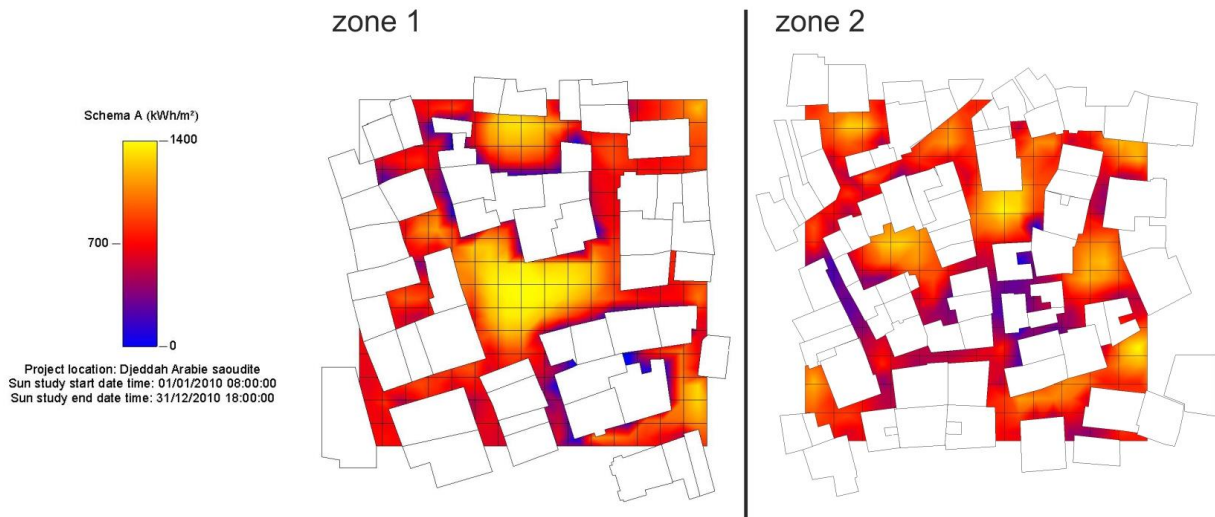 zone 1
zone 2
Schema A (kWh/m²)
1400
700
0
Project location: Djeddah Arabie saoudite
Sun study start date time: 01/01/2010 08:00:00
Sun study end date time: 31/12/2010 18:00:00